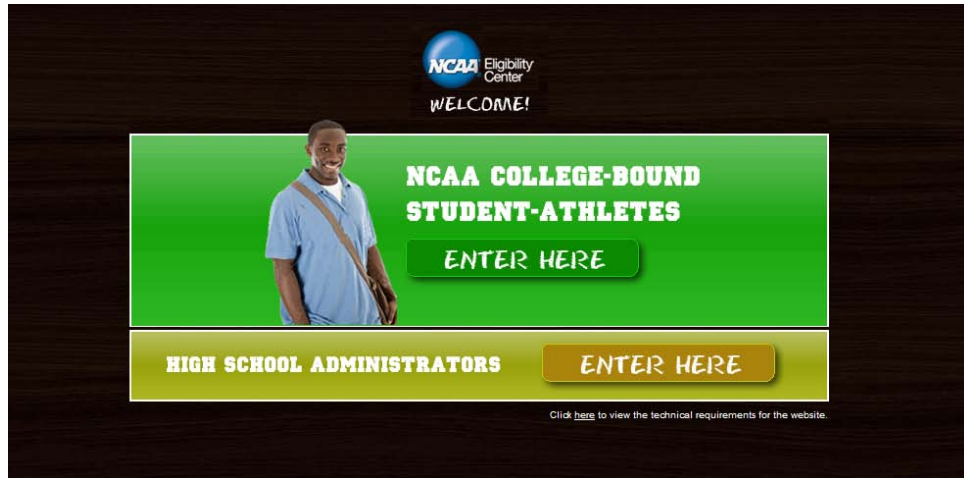 NCAA Eligibility
Center
WELCOME!
NCAA COLLEGE-BOUND
STUDENT-ATHLETES
ENTER HERE
HIGH SCHOOL ADMINISTRATORS ENTER HERE
Click here to view the technical requirements for the website.